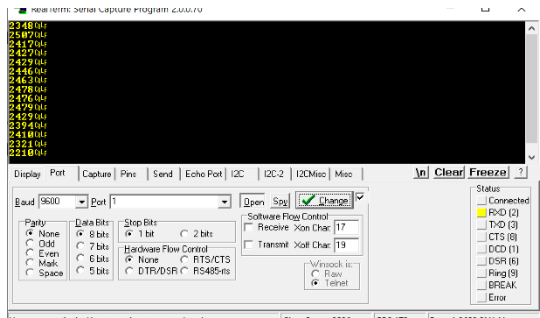 RealTerm: Serial Capture Program 2.0.0.70
2348␊
2507␊
2417␊
2427␊
2429␊
2446␊
2463␊
2478␊
2476␊
2479␊
2429␊
2394␊
2410␊
2321␊
2210␊
Display Port Capture Pins Send Echo Port I2C I2C-2 I2CMisc Misc \n Clear Freeze ?
Baud 9600 Port 1 Open Spy Change
Parity
None
Odd
Even
Mark
Space
Data Bits
8 bits
7 bits
6 bits
5 bits
Stop Bits
1 bit 2 bits
Hardware Flow Control
None RTS/CTS
DTR/DSR RS485-rts
Software Flow Control
Receive Xon Char: 17
Transmit Xoff Char: 19
Winsock is:
Raw
Telnet
Status
Connected
RXD (2)
TXD (3)
CTS (8)
DCD (1)
DSR (6)
Ring (9)
BREAK
Error